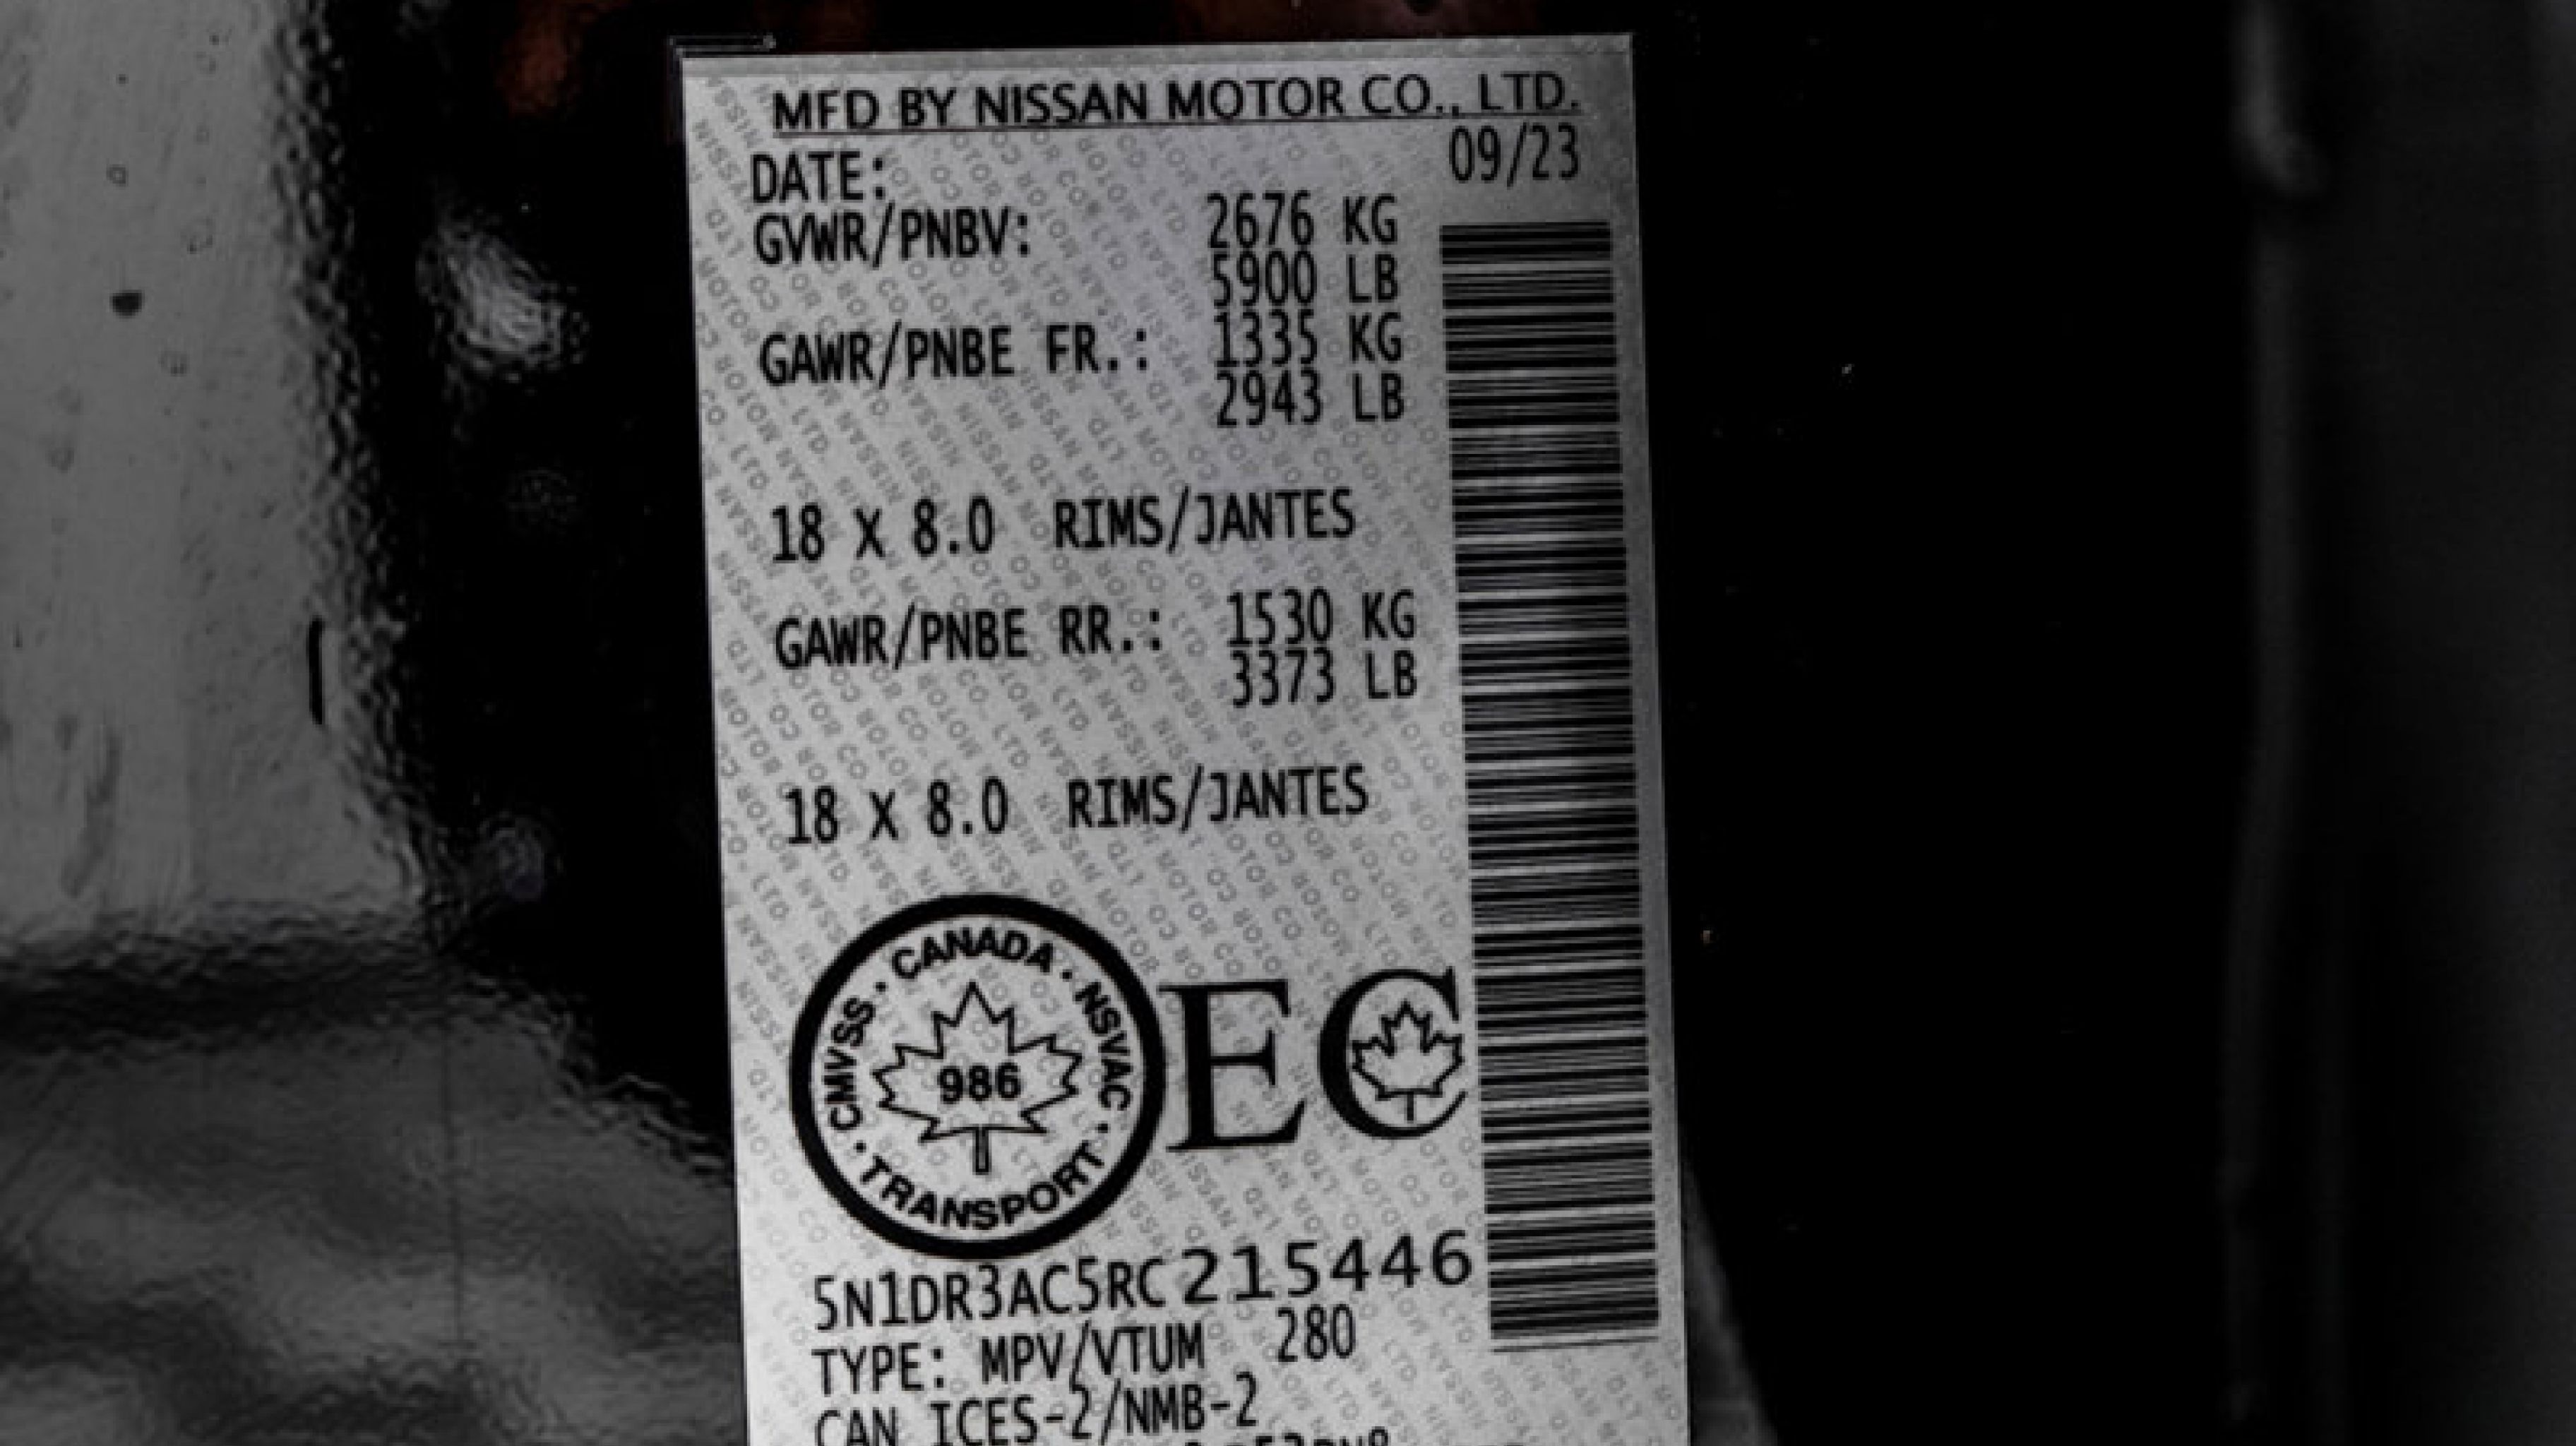 MFD BY NISSAN MOTOR CO., LTD.
DATE: 09/23
GVWR/PNBV: 2676 KG
5900 LB
GAWR/PNBE FR.: 1335 KG
2943 LB
18 X 8.0 RIMS/JANTES
GAWR/PNBE RR.: 1530 KG
3373 LB
18 X 8.0 RIMS/JANTES
CMVSS · CANADA · NSVAC · TRANSPORT ·
986
EC
5N1DR3AC5RC215446
TYPE: MPV/VTUM 280
CAN ICES-2/NMB-2